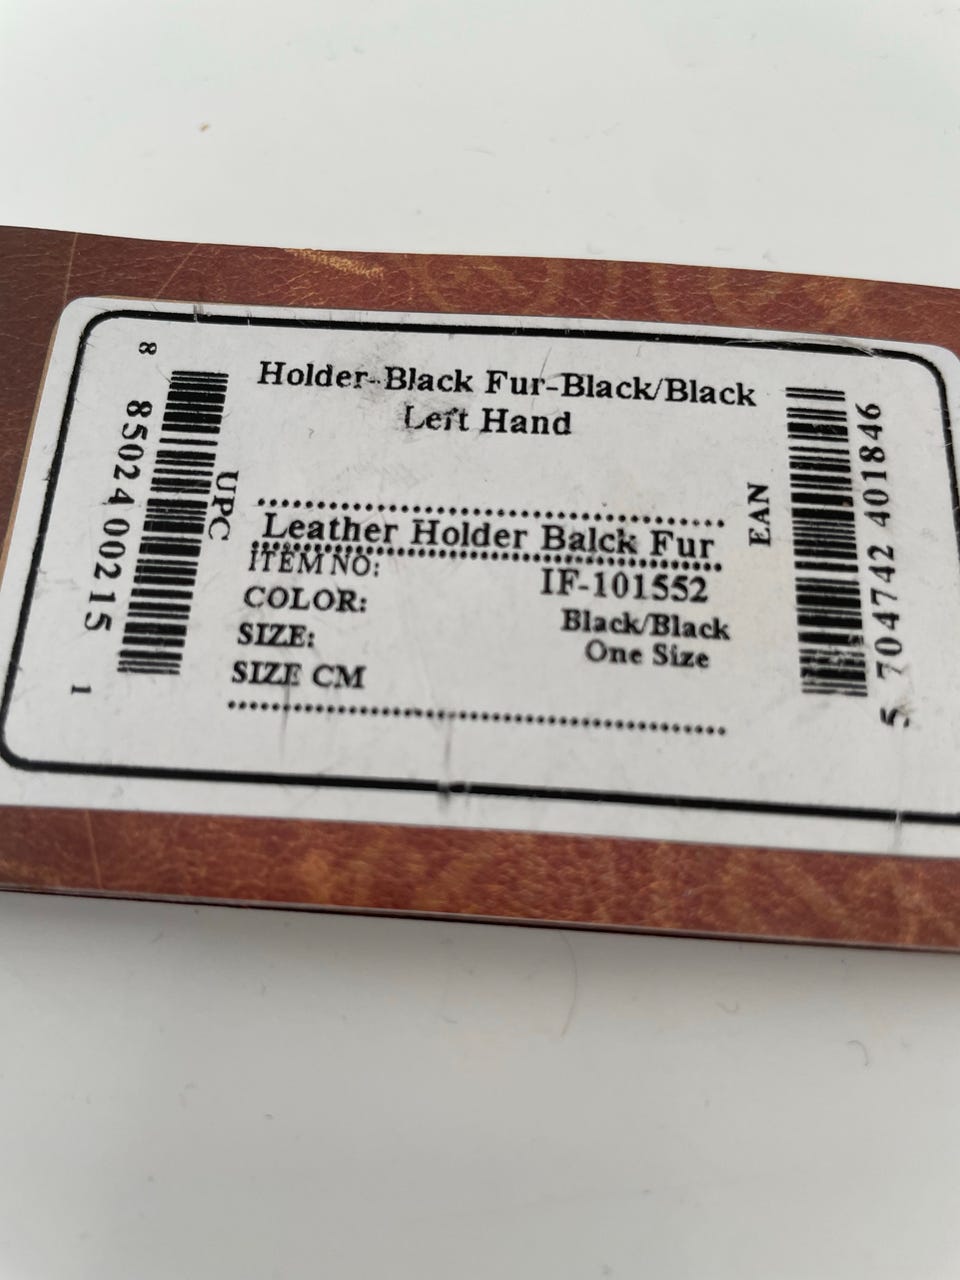 Holder-Black Fur-Black/Black
Left Hand
Leather Holder Balck Fur
ITEM NO: IF-101552
COLOR: Black/Black
SIZE: One Size
SIZE CM
UPC
8 85024 00215 1
EAN
5 704742 401846